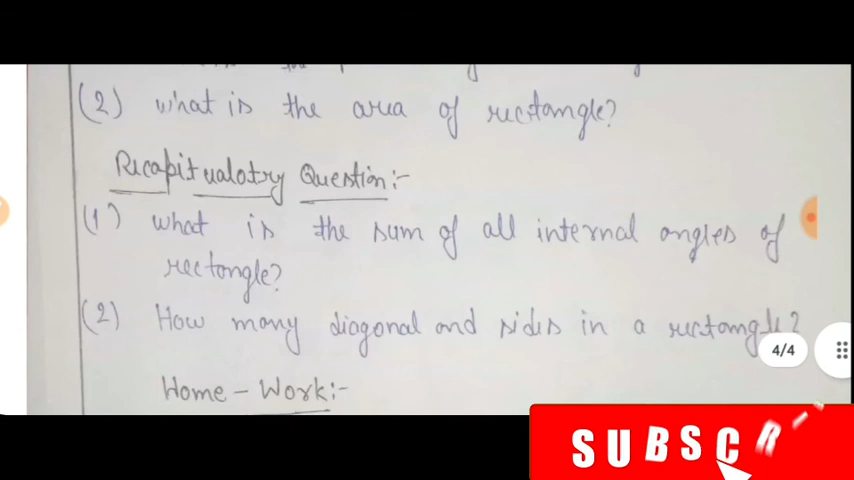 (2) what is the area of rectangle?
Recapitualotry Question:-
(1) what is the sum of all internal angles of
rectangle?
(2) How many diagonal and sides in a rectangle?
4/4
Home - Work:-
SUBSCR